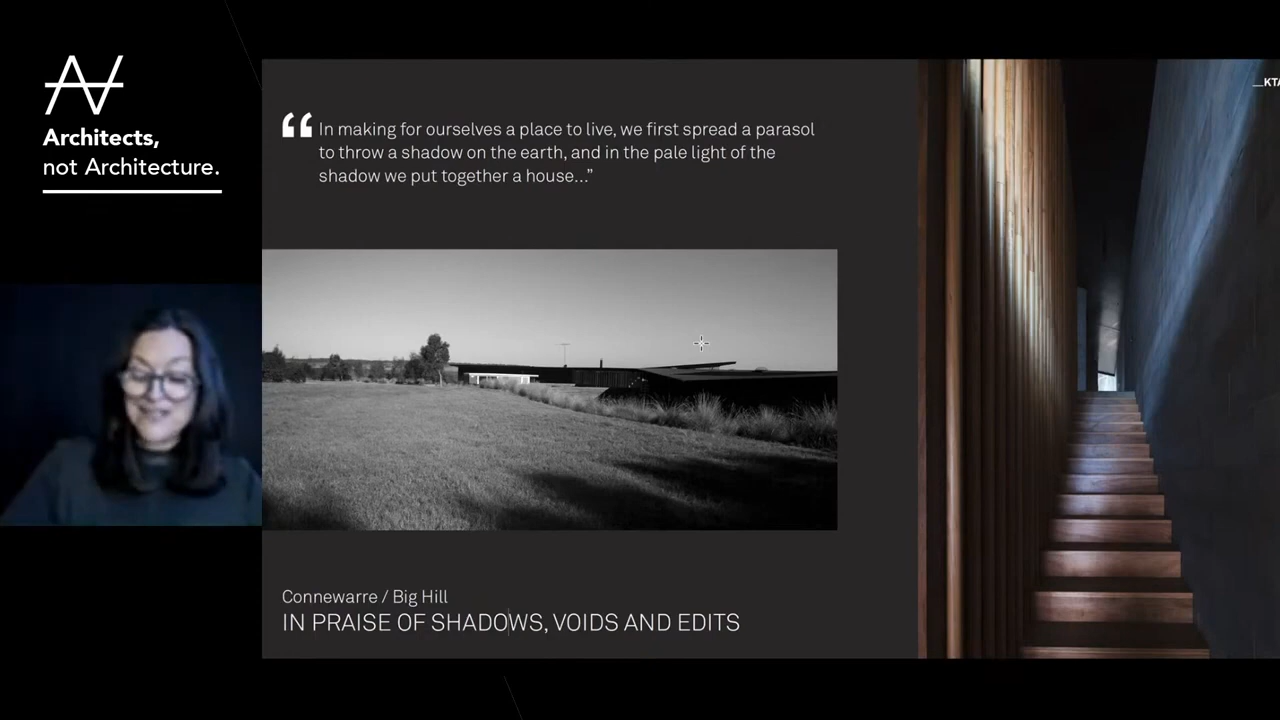 Architects,
not Architecture.
__KTA
“ In making for ourselves a place to live, we first spread a parasol
to throw a shadow on the earth, and in the pale light of the
shadow we put together a house...”
Connewarre / Big Hill
IN PRAISE OF SHADOWS, VOIDS AND EDITS